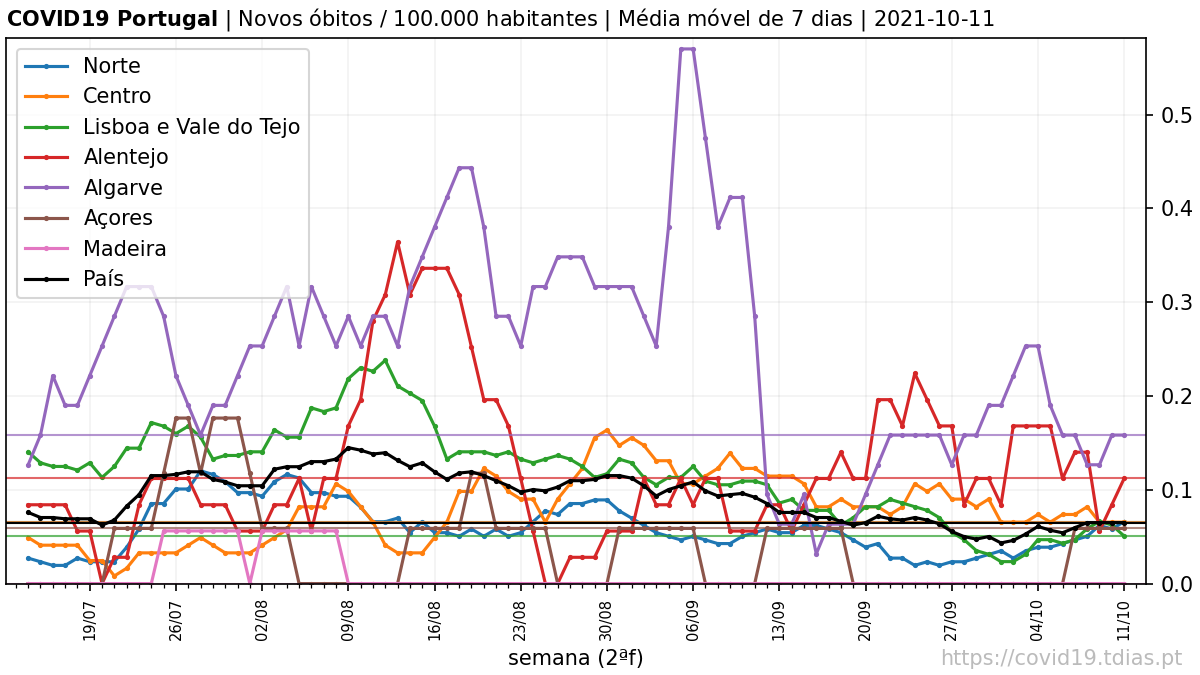 COVID19 Portugal | Novos óbitos / 100.000 habitantes | Média móvel de 7 dias | 2021-10-11
Norte
Centro
Lisboa e Vale do Tejo
Alentejo
Algarve
Açores
Madeira
País
0.5
0.4
0.3
0.2
0.1
0.0
19/07
26/07
02/08
09/08
16/08
23/08
30/08
06/09
13/09
20/09
27/09
04/10
11/10
semana (2ªf)
https://covid19.tdias.pt